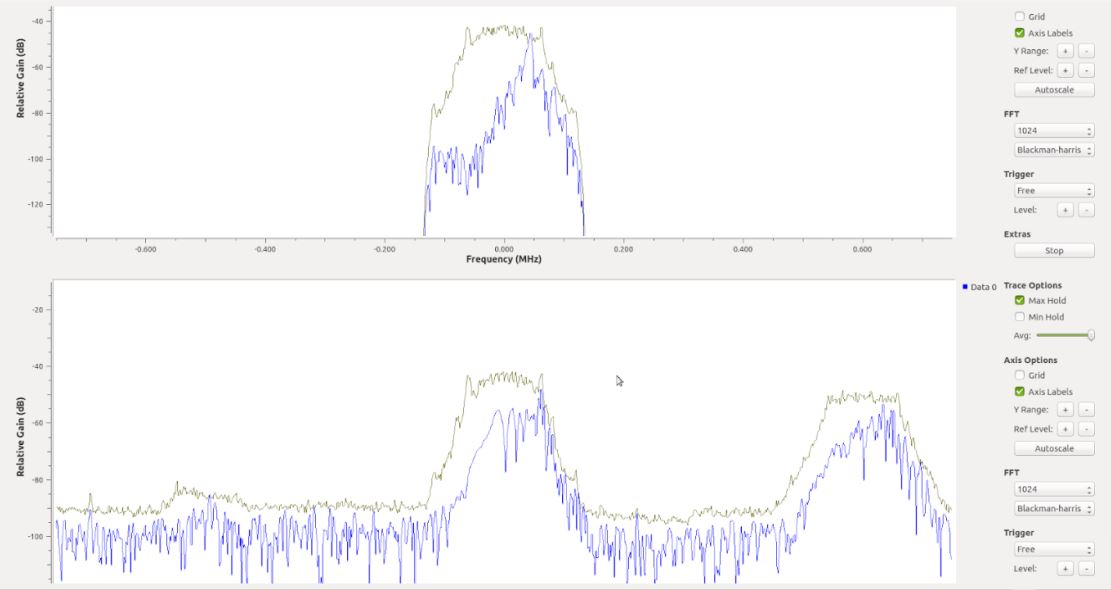 -40
-60
-80
-100
-120
Relative Gain (dB)
-0.600 -0.400 -0.200 0.000 0.200 0.400 0.600
Frequency (MHz)
Grid
Axis Labels
Y Range: + -
Ref Level: + -
Autoscale
FFT
1024
Blackman-harris
Trigger
Free
Level: + -
Extras
Stop
-20
-40
-60
-80
-100
Relative Gain (dB)
Data 0
Trace Options
Max Hold
Min Hold
Avg:
Axis Options
Grid
Axis Labels
Y Range: + -
Ref Level: + -
Autoscale
FFT
1024
Blackman-harris
Trigger
Free
Level: + -